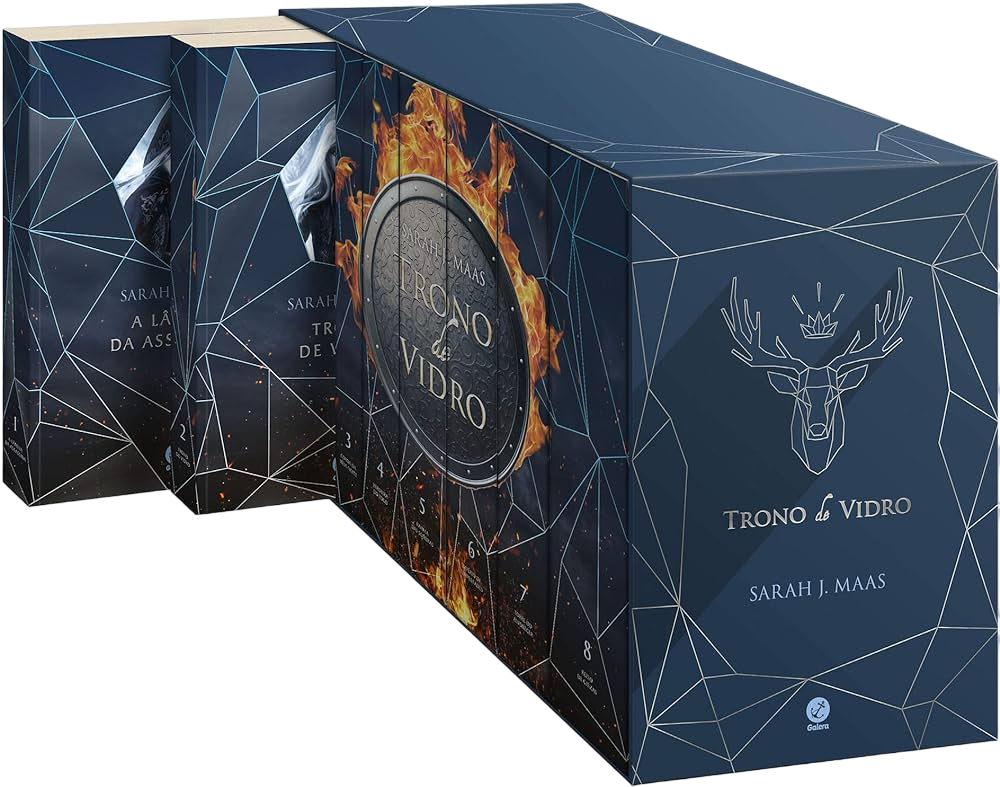 SARAH
A LÂ
DA ASS
1
SARAH
TRO
DE V
2
3
4
5
6
7
8
SARAH J. MAAS
TRONO
de
VIDRO
TRONO de VIDRO
SARAH J. MAAS
Galera